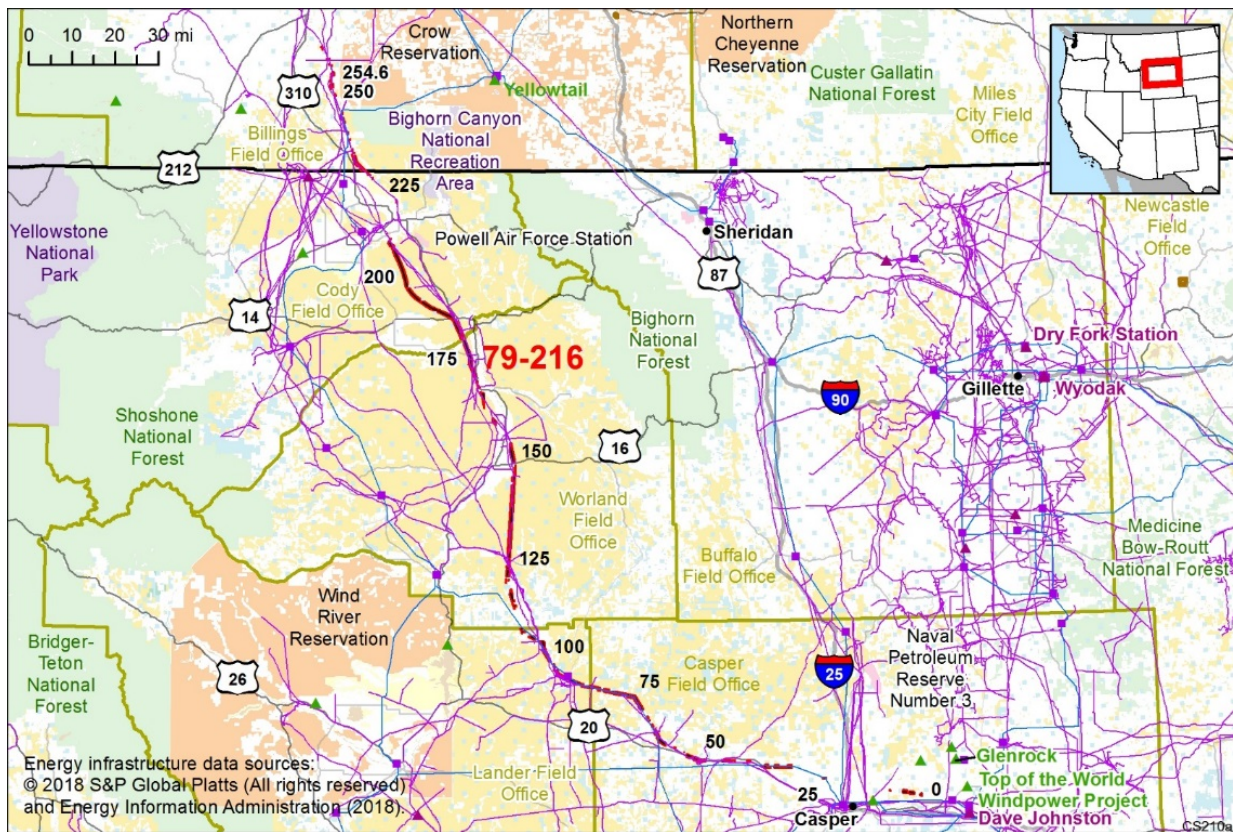 0 10 20 30 mi
Crow
Reservation
Northern
Cheyenne
Reservation
Custer Gallatin
National Forest
Miles
City Field
Office
254.6
250
310
Yellowtail
Billings
Field Office
Bighorn Canyon
National
Recreation
Area
212
225
Newcastle
Field
Office
Yellowstone
National
Park
Powell Air Force Station
Sheridan
87
200
Cody
Field Office
14
Bighorn
National
Forest
Dry Fork Station
175
79-216
Gillette
Wyodak
90
Shoshone
National
Forest
150
16
Worland
Field
Office
125
Buffalo
Field Office
Medicine
Bow-Routt
National Forest
Wind
River
Reservation
Bridger-
Teton
National
Forest
100
Naval
Petroleum
Reserve
Number 3
26
75
Casper
Field Office
25
20
50
Glenrock
Top of the World
Windpower Project
Dave Johnston
0
25
Casper
Lander Field
Office
Energy infrastructure data sources:
© 2018 S&P Global Platts (All rights reserved)
and Energy Information Administration (2018).
CS210a